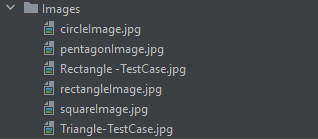 Images
circleImage.jpg
pentagonImage.jpg
Rectangle -TestCase.jpg
rectangleImage.jpg
squareImage.jpg
Triangle-TestCase.jpg